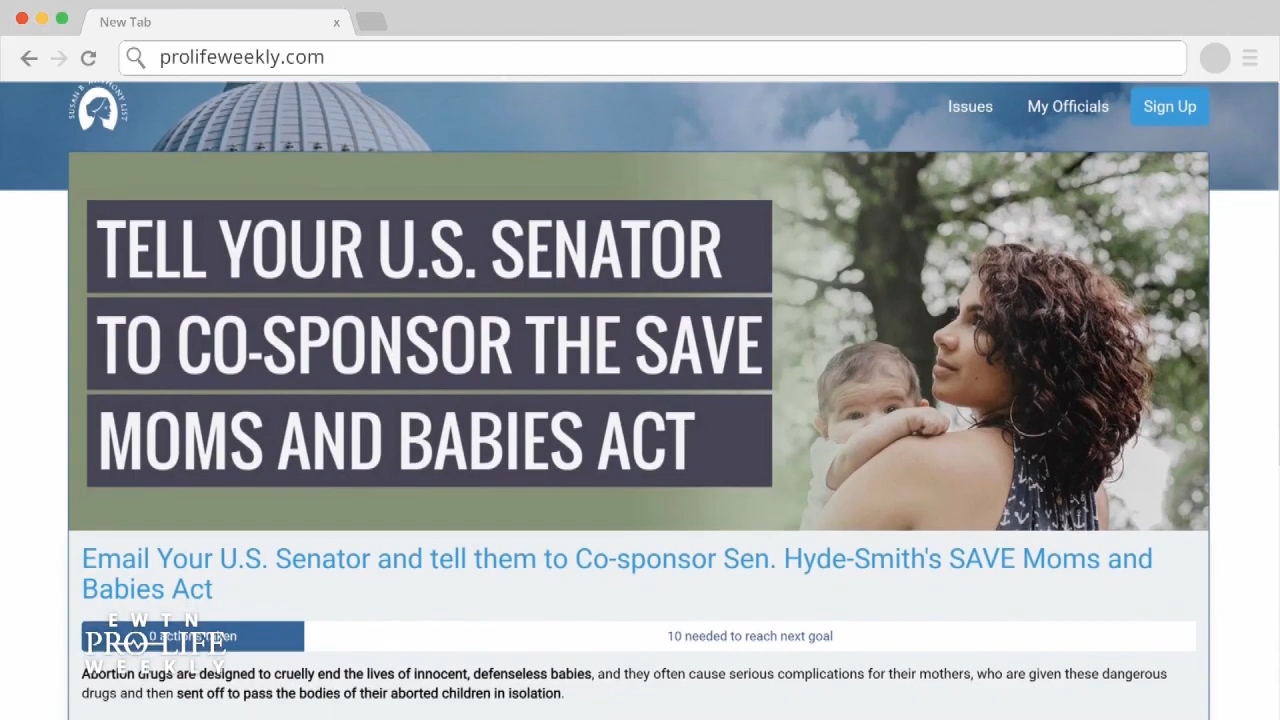 New Tab
x
prolifeweekly.com
SUSAN B. ANTHONY LIST
Issues
My Officials
Sign Up
TELL YOUR U.S. SENATOR
TO CO-SPONSOR THE SAVE
MOMS AND BABIES ACT
Email Your U.S. Senator and tell them to Co-sponsor Sen. Hyde-Smith's SAVE Moms and
Babies Act
EWTN
PRO-LIFE
WEEKLY
0 actions taken
10 needed to reach next goal
Abortion drugs are designed to cruelly end the lives of innocent, defenseless babies, and they often cause serious complications for their mothers, who are given these dangerous
drugs and then sent off to pass the bodies of their aborted children in isolation.